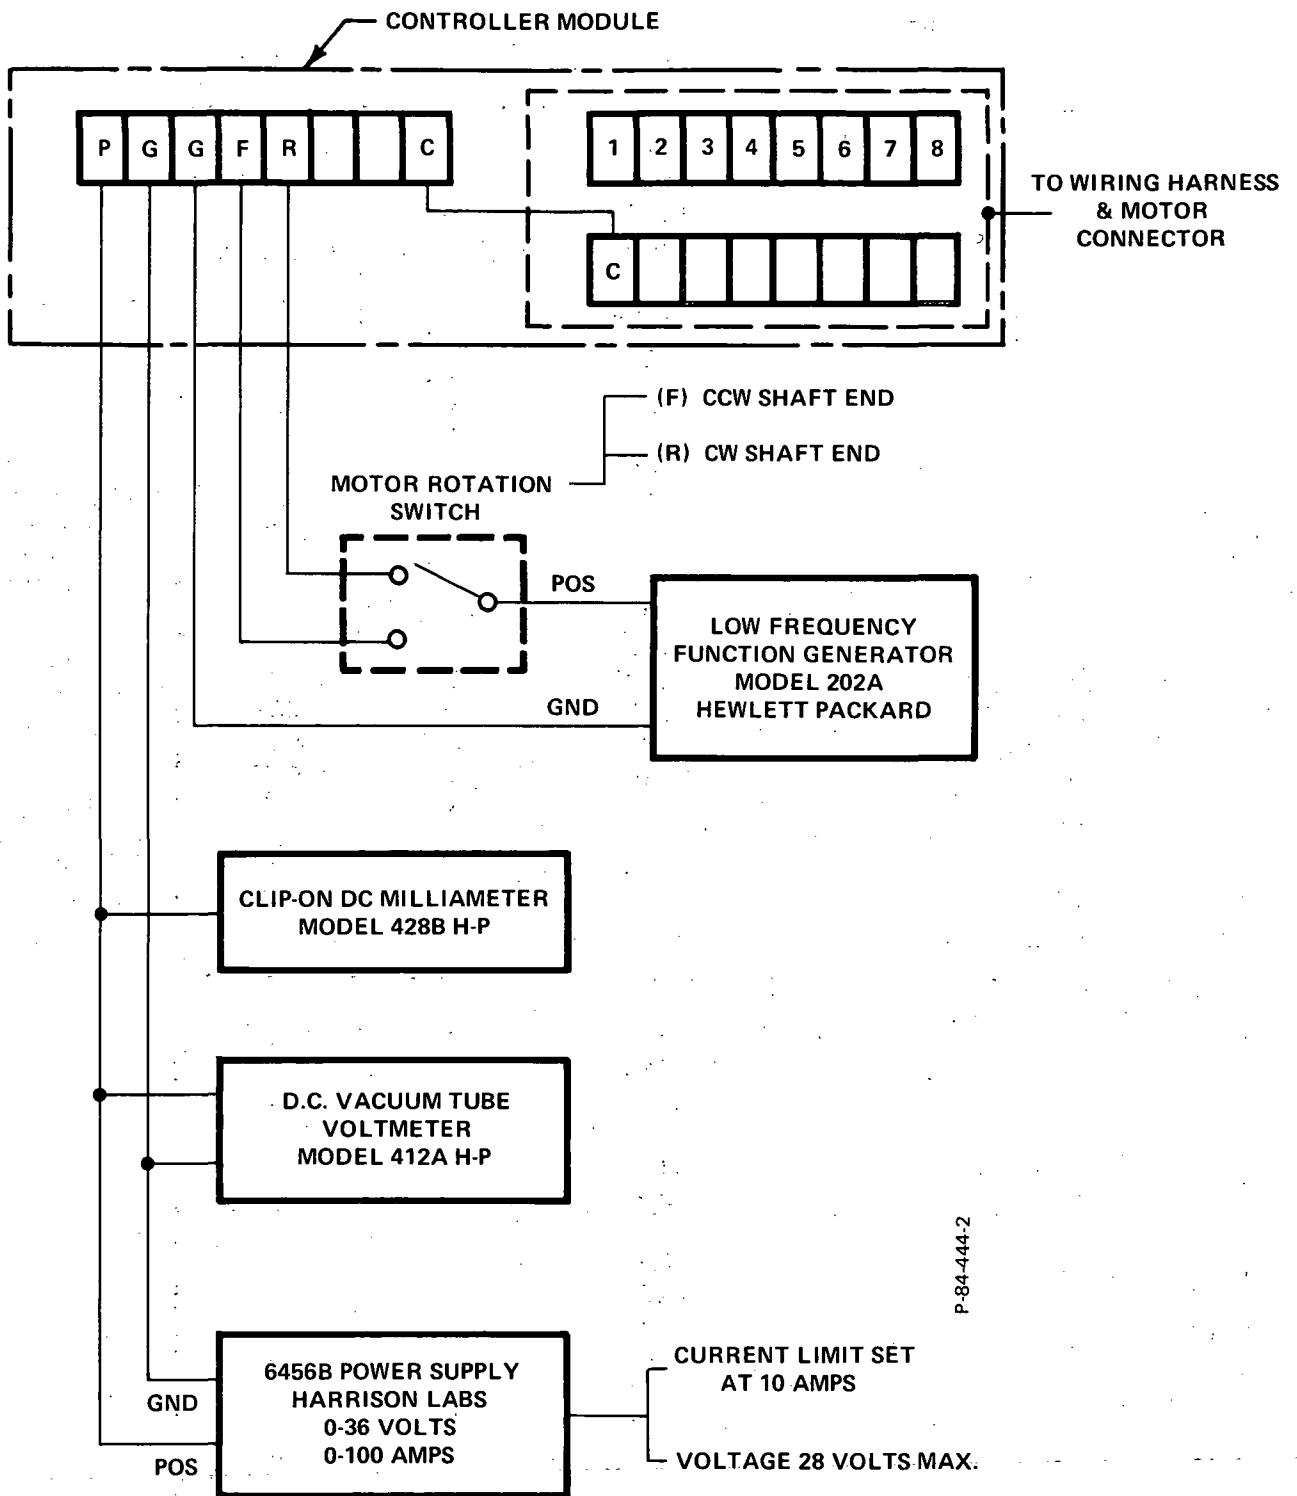 CONTROLLER MODULE
P G G F R C
1 2 3 4 5 6 7 8
C
TO WIRING HARNESS
& MOTOR
CONNECTOR
(F) CCW SHAFT END
(R) CW SHAFT END
MOTOR ROTATION
SWITCH
POS
GND
LOW FREQUENCY
FUNCTION GENERATOR
MODEL 202A
HEWLETT PACKARD
CLIP-ON DC MILLIAMETER
MODEL 428B H-P
D.C. VACUUM TUBE
VOLTMETER
MODEL 412A H-P
P-84-444-2
GND
POS
6456B POWER SUPPLY
HARRISON LABS
0-36 VOLTS
0-100 AMPS
CURRENT LIMIT SET
AT 10 AMPS
VOLTAGE 28 VOLTS MAX.